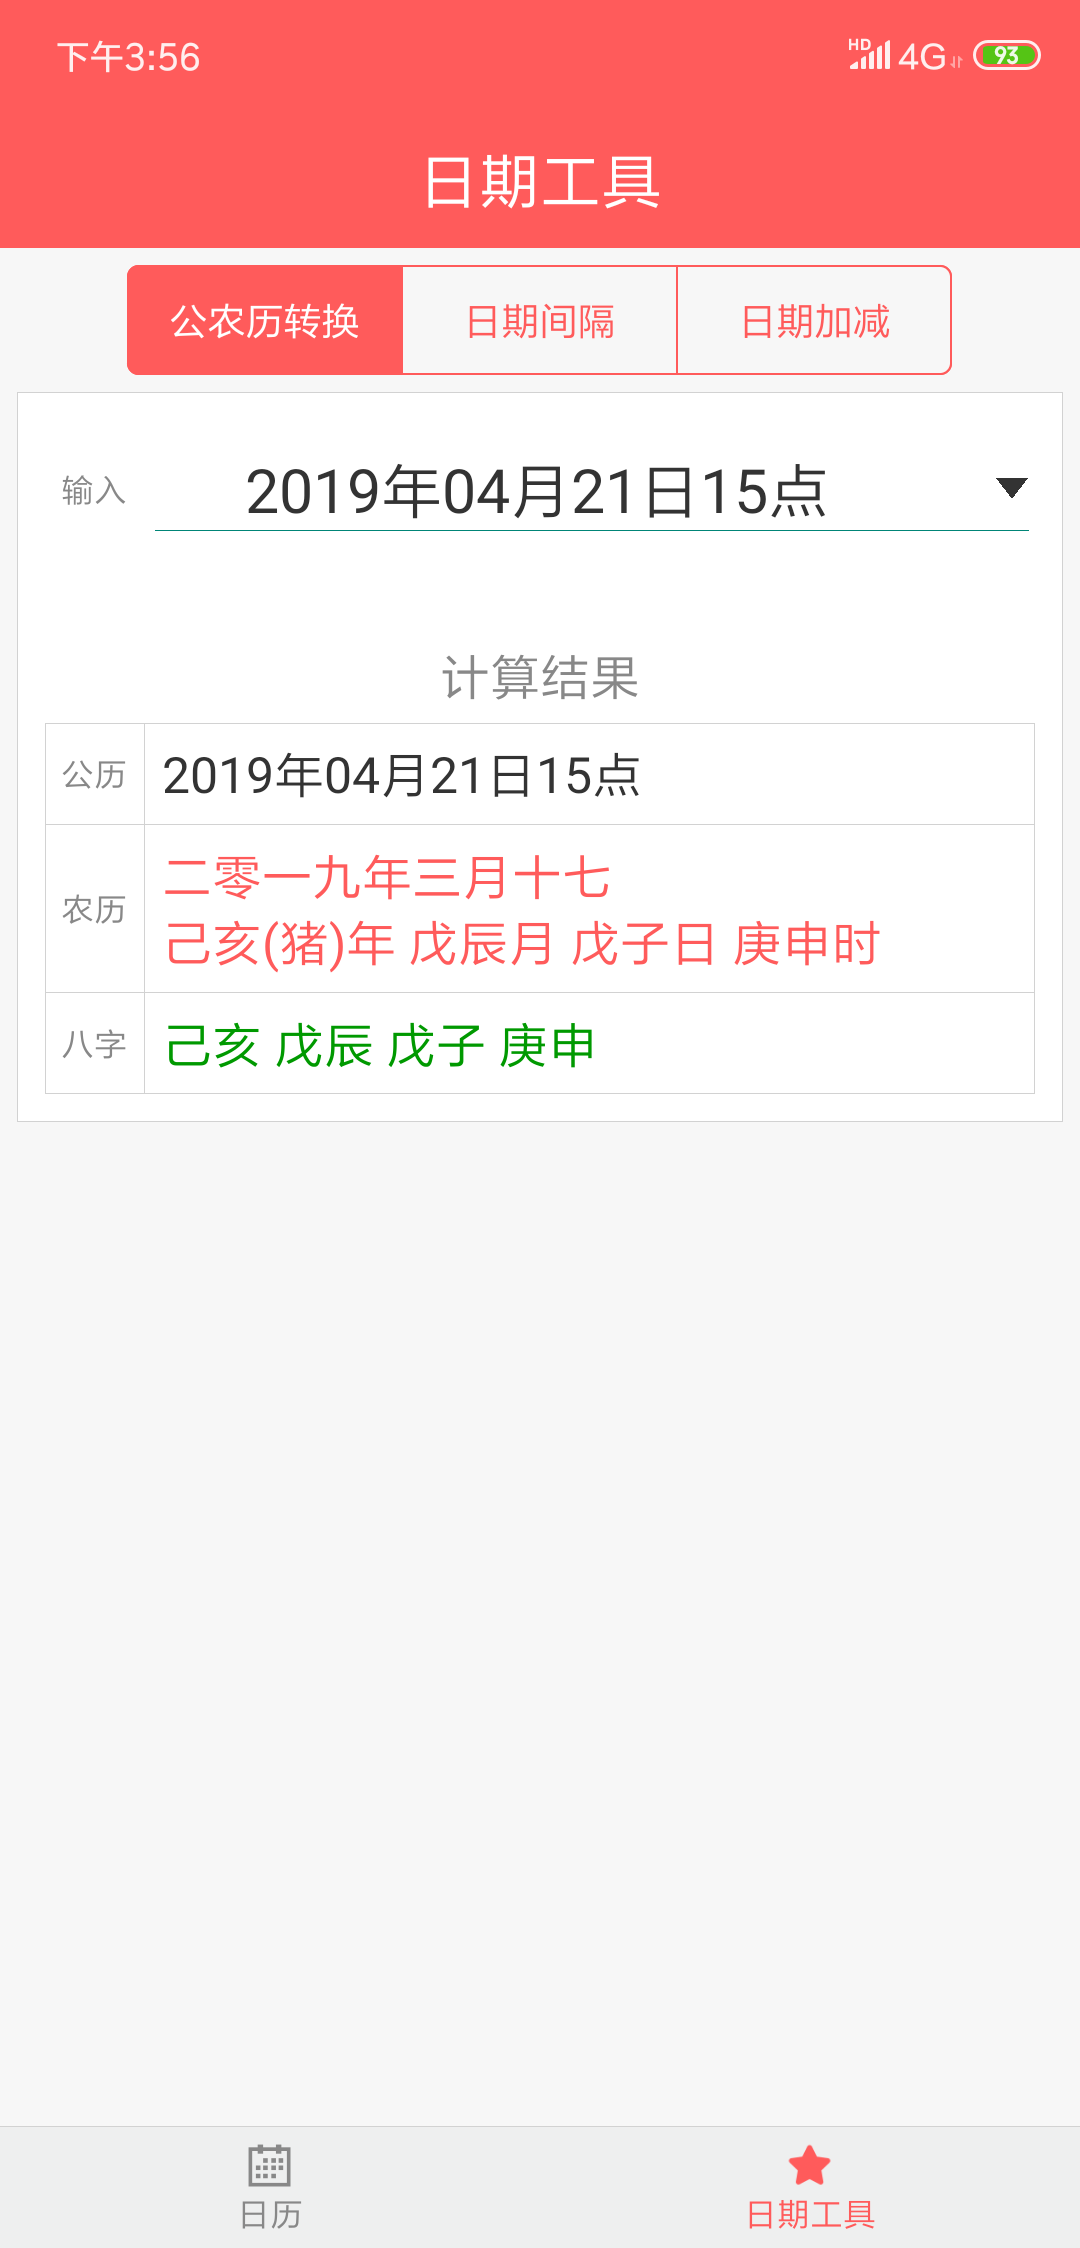 下午3:56
HD 4G 93
日期工具
公农历转换 日期间隔 日期加减
输入 2019年04月21日15点
计算结果
公历 2019年04月21日15点
农历 二零一九年三月十七
己亥(猪)年 戊辰月 戊子日 庚申时
八字 己亥 戊辰 戊子 庚申
日历 日期工具